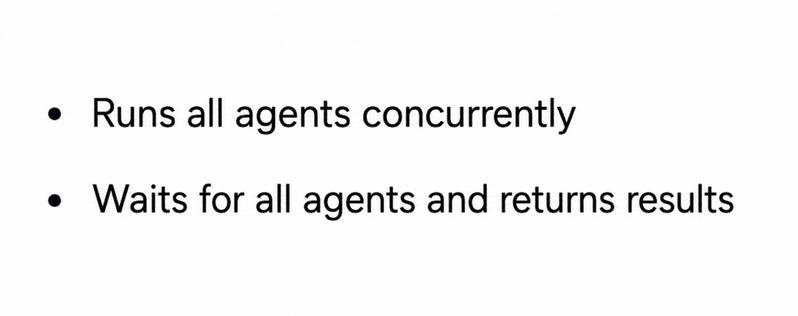 • Runs all agents concurrently
• Waits for all agents and returns results